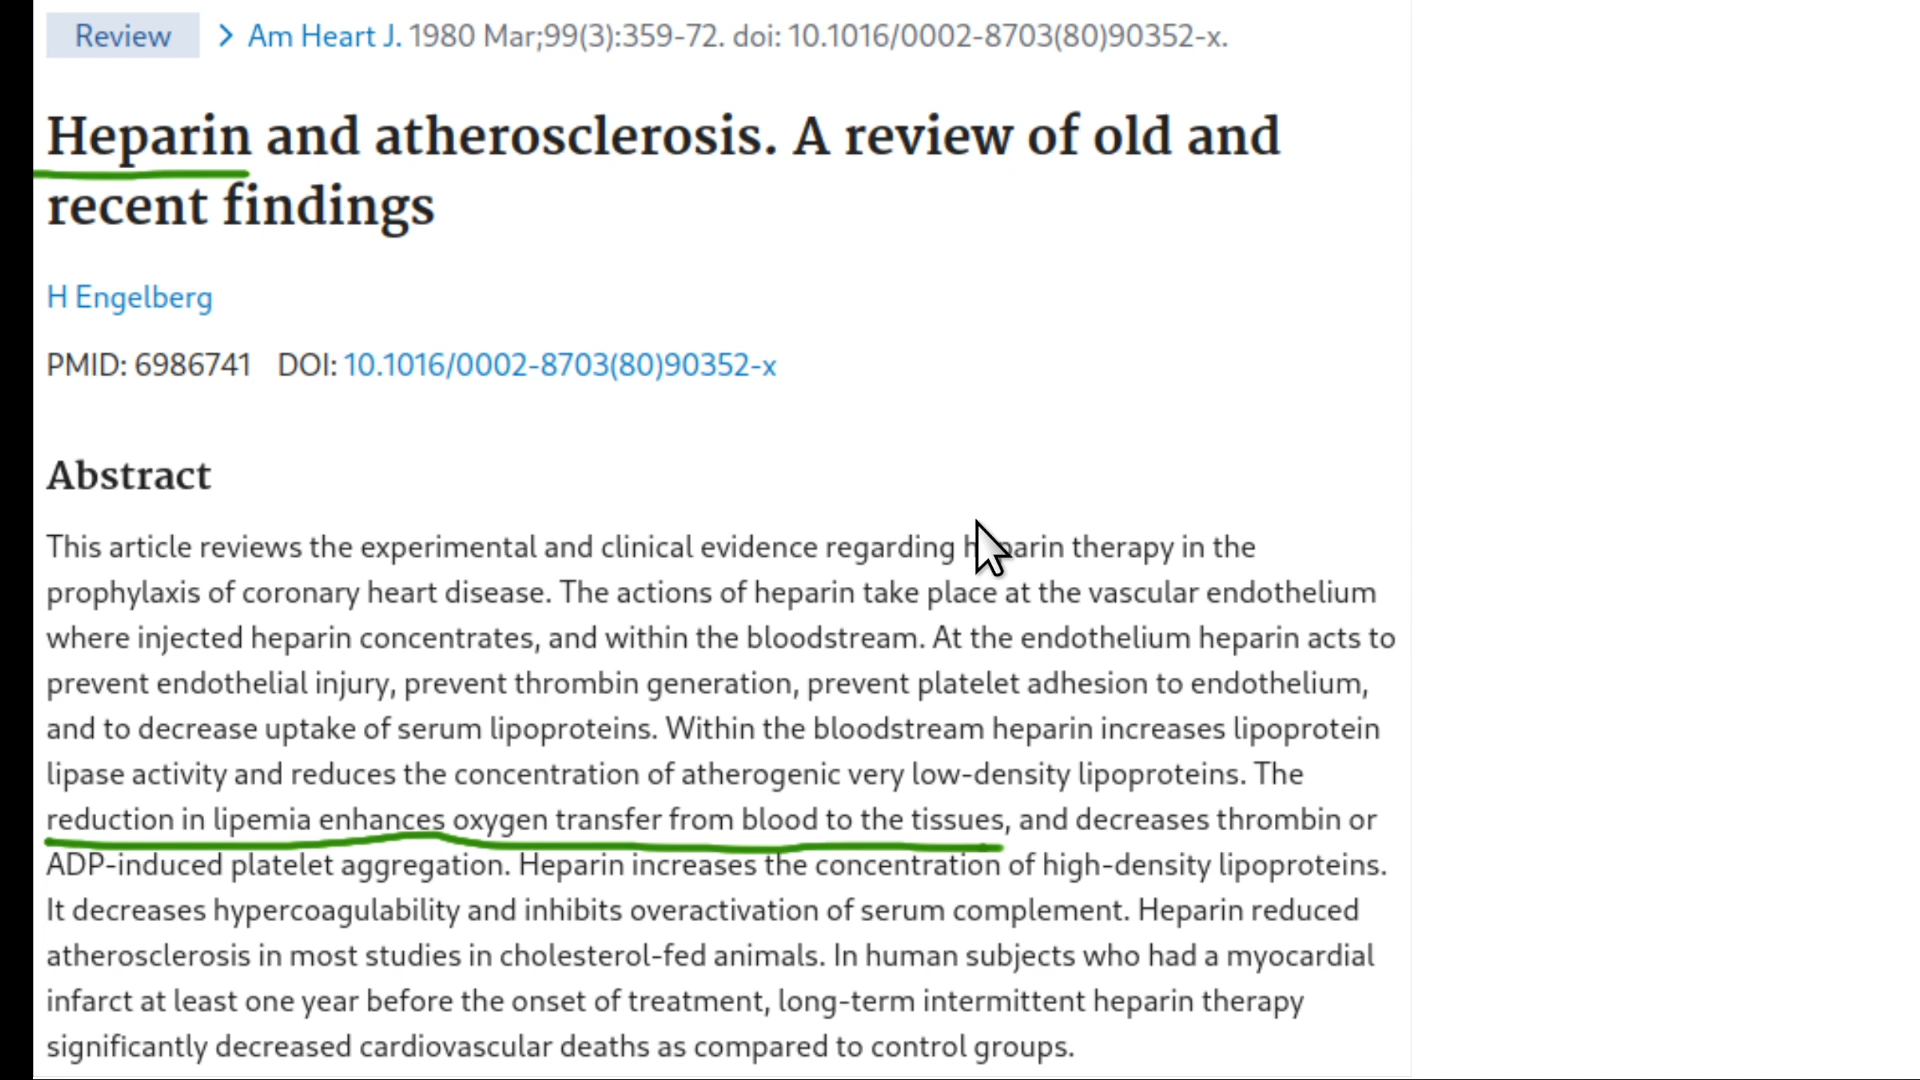 Review > Am Heart J. 1980 Mar;99(3):359-72. doi: 10.1016/0002-8703(80)90352-x.
Heparin and atherosclerosis. A review of old and
recent findings
H Engelberg
PMID: 6986741 DOI: 10.1016/0002-8703(80)90352-x
Abstract
This article reviews the experimental and clinical evidence regarding heparin therapy in the
prophylaxis of coronary heart disease. The actions of heparin take place at the vascular endothelium
where injected heparin concentrates, and within the bloodstream. At the endothelium heparin acts to
prevent endothelial injury, prevent thrombin generation, prevent platelet adhesion to endothelium,
and to decrease uptake of serum lipoproteins. Within the bloodstream heparin increases lipoprotein
lipase activity and reduces the concentration of atherogenic very low-density lipoproteins. The
reduction in lipemia enhances oxygen transfer from blood to the tissues, and decreases thrombin or
ADP-induced platelet aggregation. Heparin increases the concentration of high-density lipoproteins.
It decreases hypercoagulability and inhibits overactivation of serum complement. Heparin reduced
atherosclerosis in most studies in cholesterol-fed animals. In human subjects who had a myocardial
infarct at least one year before the onset of treatment, long-term intermittent heparin therapy
significantly decreased cardiovascular deaths as compared to control groups.